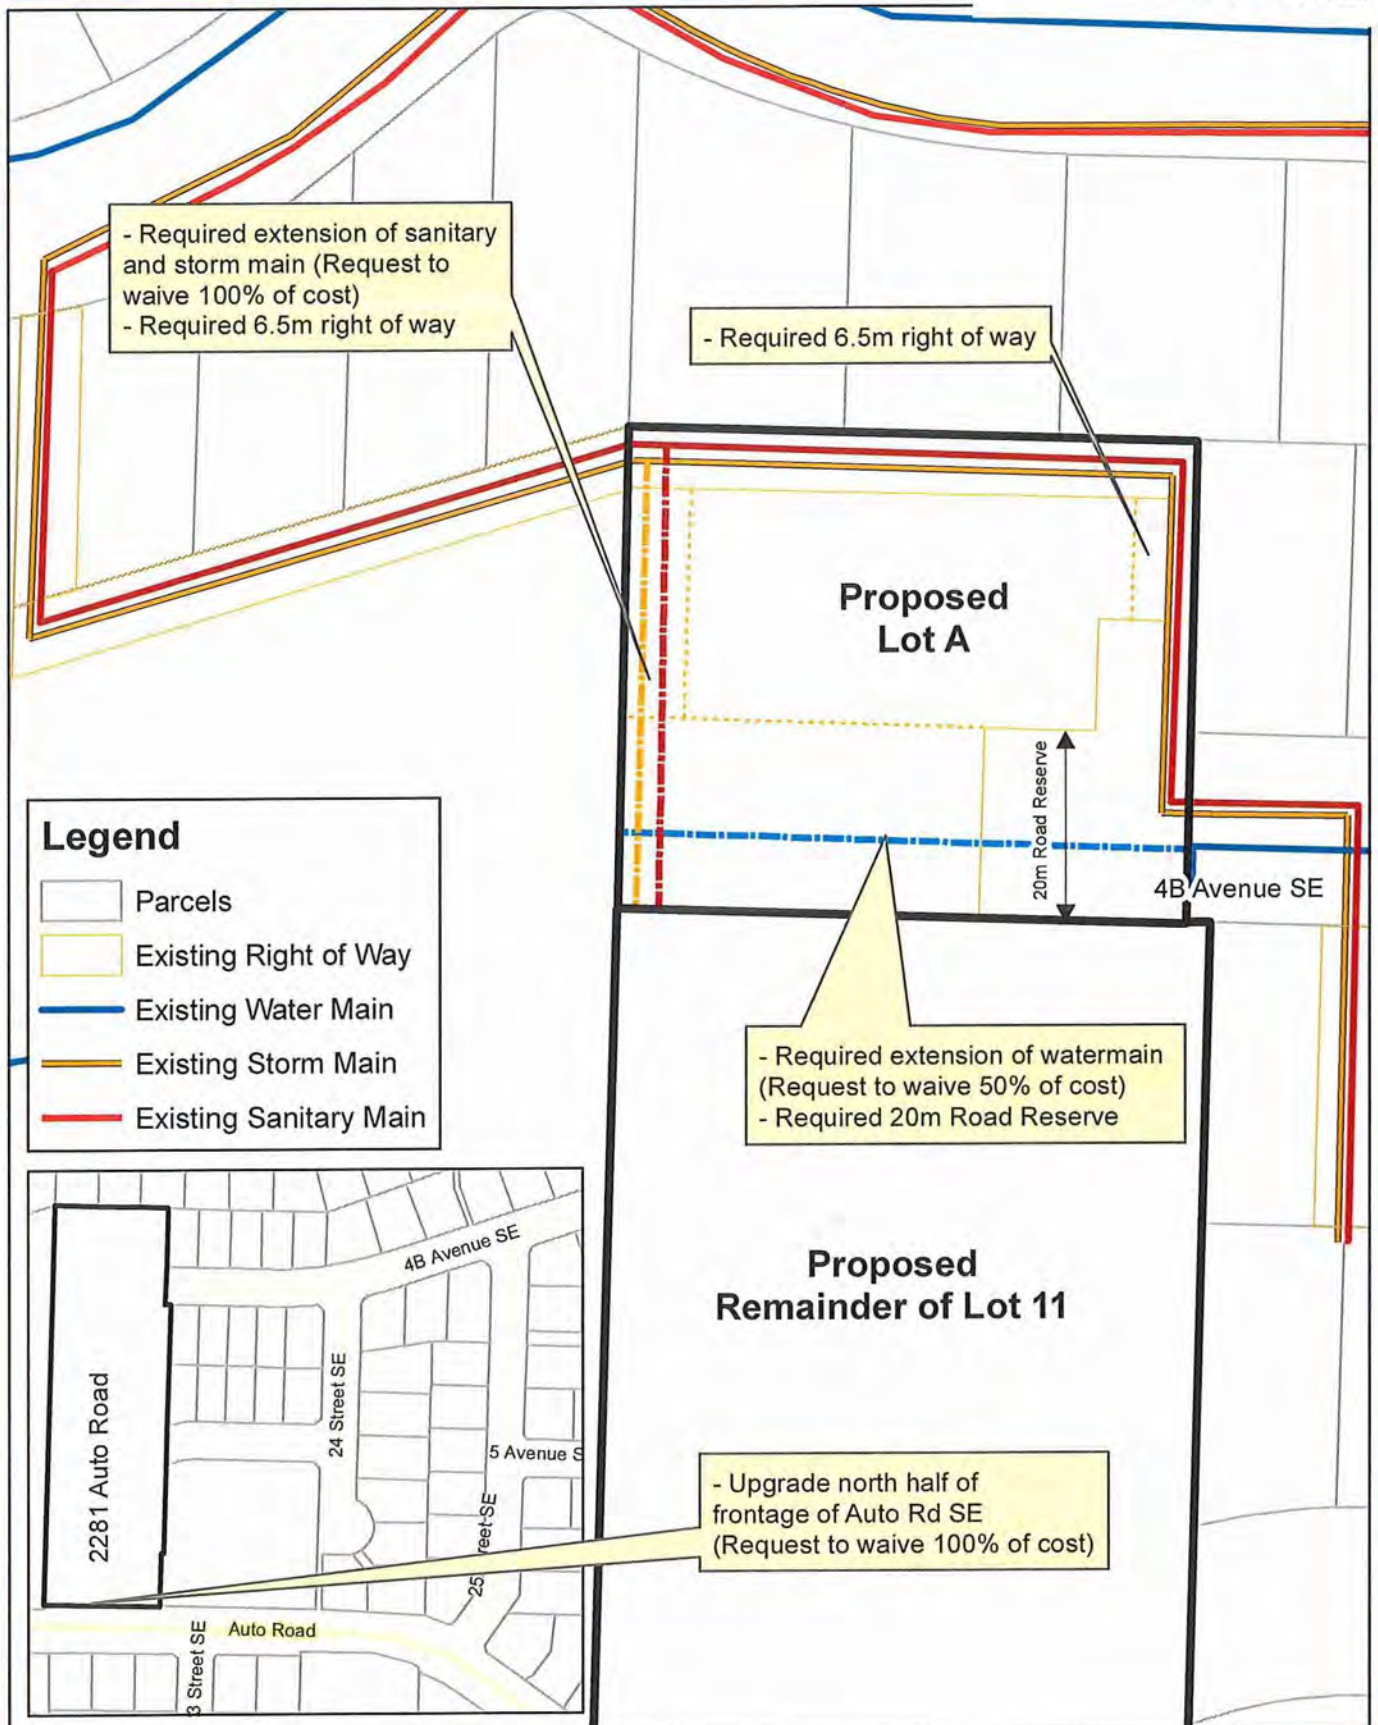 - Required extension of sanitary
and storm main (Request to
waive 100% of cost)
- Required 6.5m right of way
- Required 6.5m right of way
Proposed
Lot A
20m Road Reserve
4B Avenue SE
Legend
Parcels
Existing Right of Way
Existing Water Main
Existing Storm Main
Existing Sanitary Main
- Required extension of watermain
(Request to waive 50% of cost)
- Required 20m Road Reserve
Proposed
Remainder of Lot 11
- Upgrade north half of
frontage of Auto Rd SE
(Request to waive 100% of cost)
4B Avenue SE
2281 Auto Road
24 Street SE
5 Avenue S
25 reet SE
Auto Road
3 Street SE